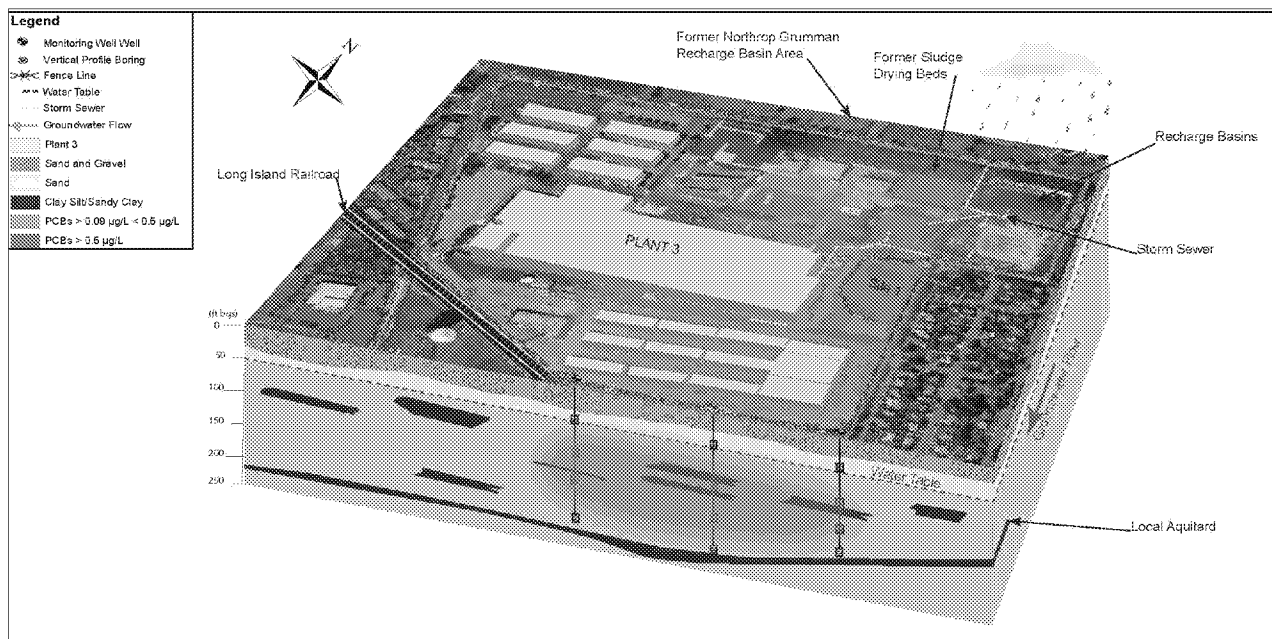 Legend
Monitoring Well Well
Vertical Profile Boring
Fence Line
Water Table
Storm Sewer
Groundwater Flow
Plant 3
Sand and Gravel
Sand
Clay Silt/Sandy Clay
PCBs > 0.09 µg/L < 0.5 µg/L
PCBs > 0.5 µg/L
N
Former Northrop Grumman
Recharge Basin Area
Former Sludge
Drying Beds
Recharge Basins
Long Island Railroad
PLANT 3
Storm Sewer
(ft bgs)
0
50
100
150
200
250
Groundwater Flow
Water Table
Local Aquitard